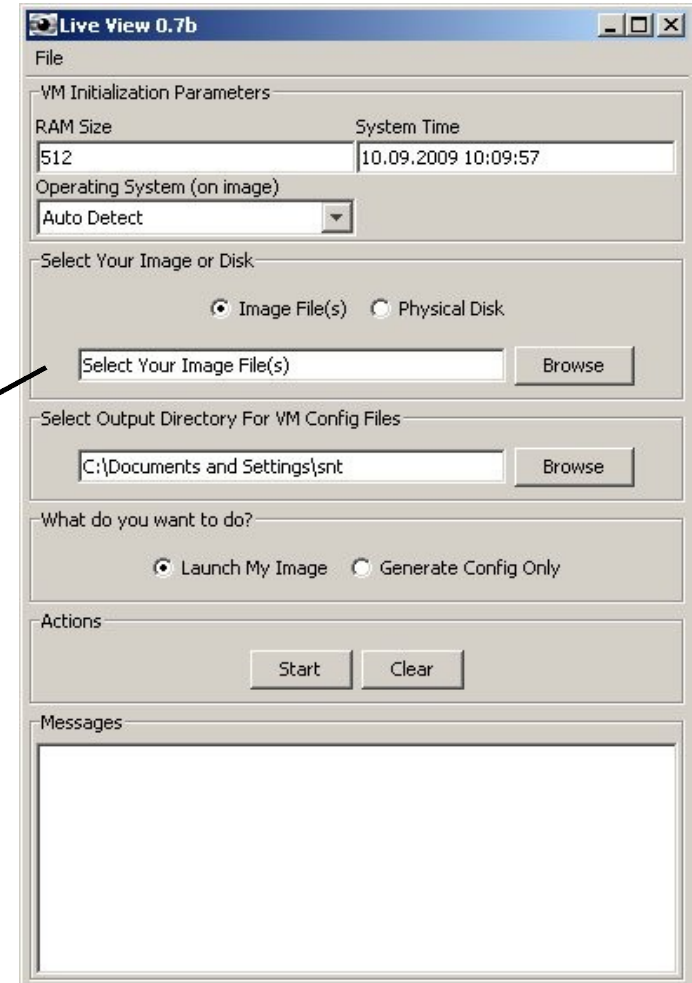 Live View 0.7b
File
VM Initialization Parameters
RAM Size System Time
512 10.09.2009 10:09:57
Operating System (on image)
Auto Detect
Select Your Image or Disk
Image File(s) Physical Disk
Select Your Image File(s) Browse
Select Output Directory For VM Config Files
C:\Documents and Settings\snt Browse
What do you want to do?
Launch My Image Generate Config Only
Actions
Start Clear
Messages